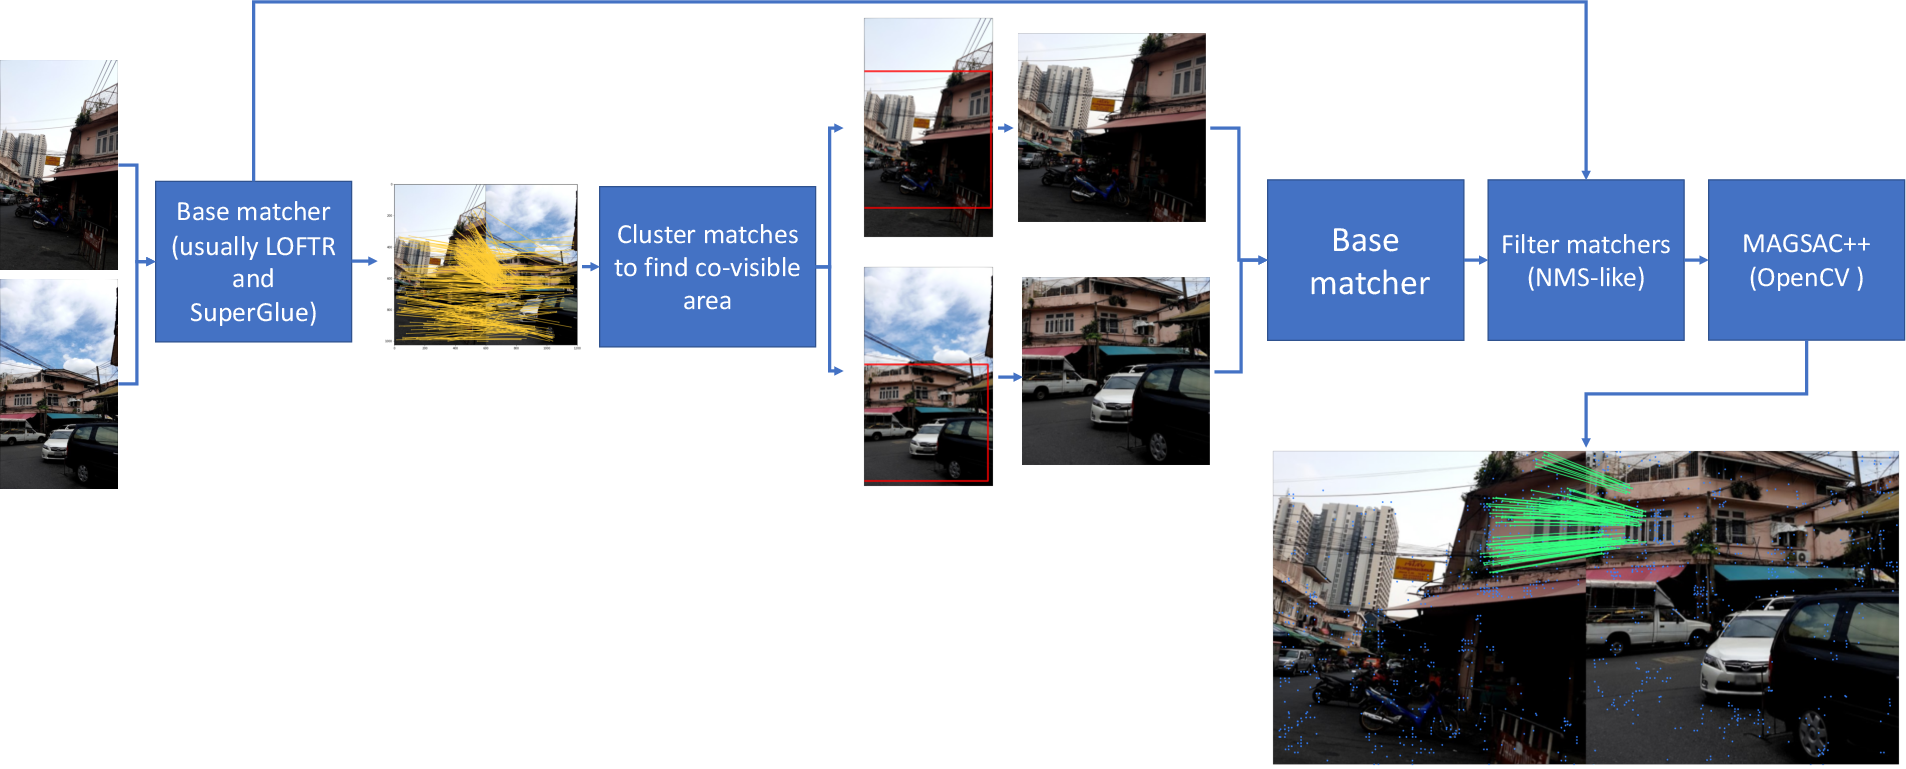 Base matcher
(usually LOFTR
and
SuperGlue)
Cluster matches
to find co-visible
area
Base
matcher
Filter matchers
(NMS-like)
MAGSAC++
(OpenCV )